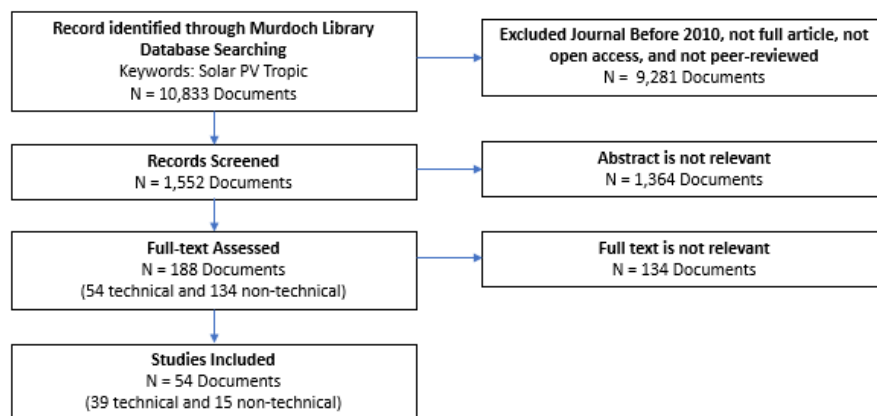 Record identified through Murdoch Library
Database Searching
Keywords: Solar PV Tropic
N = 10,833 Documents
Excluded Journal Before 2010, not full article, not
open access, and not peer-reviewed
N = 9,281 Documents
Records Screened
N = 1,552 Documents
Abstract is not relevant
N = 1,364 Documents
Full-text Assessed
N = 188 Documents
(54 technical and 134 non-technical)
Full text is not relevant
N = 134 Documents
Studies Included
N = 54 Documents
(39 technical and 15 non-technical)